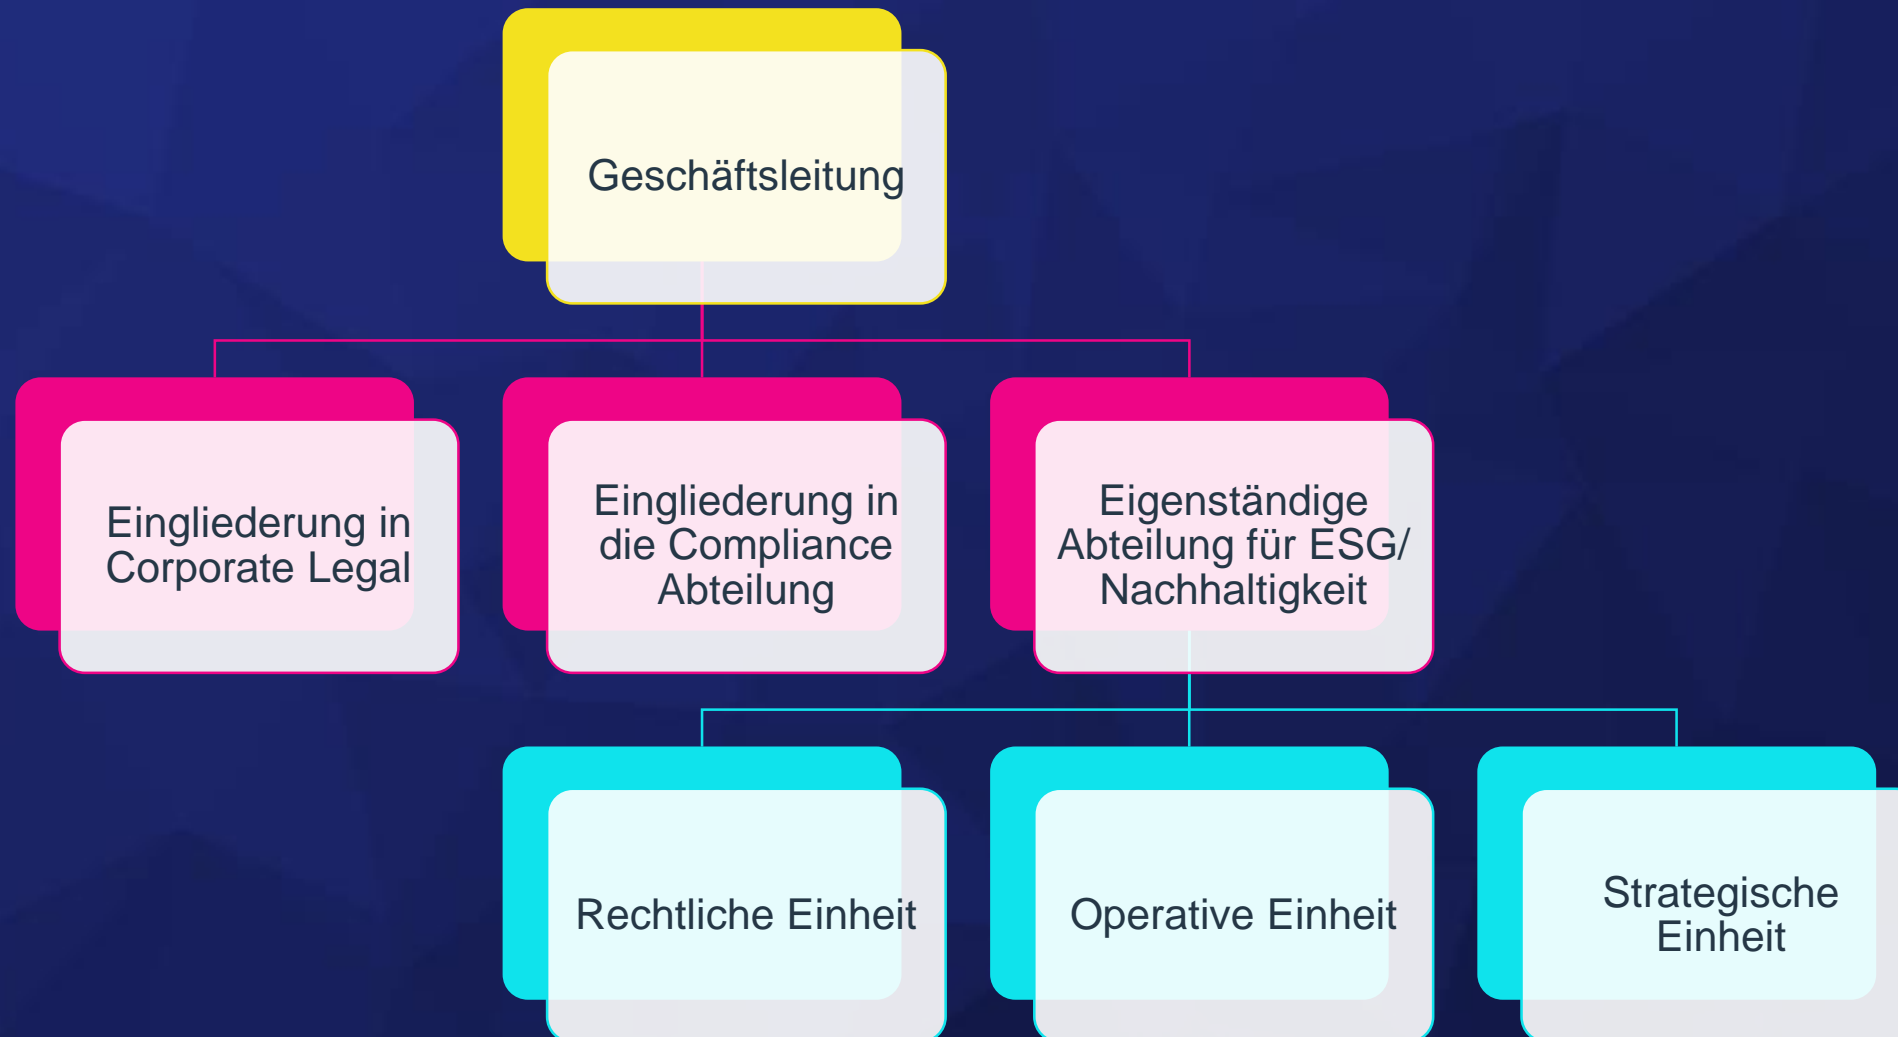 Geschäftsleitung
Eingliederung in
Corporate Legal
Eingliederung in
die Compliance
Abteilung
Eigenständige
Abteilung für ESG/
Nachhaltigkeit
Rechtliche Einheit
Operative Einheit
Strategische
Einheit